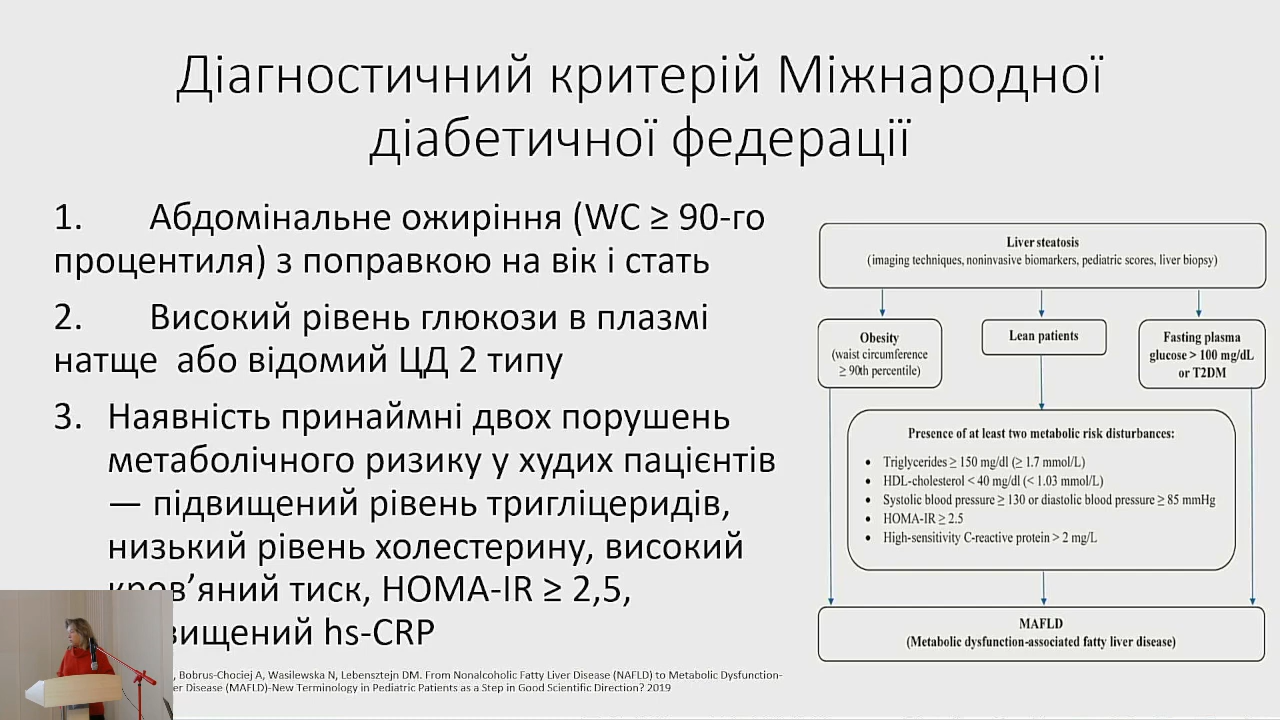 Діагностичний критерій Міжнародної
діабетичної федерації
1. Абдомінальне ожиріння (WC ≥ 90-го
процентиля) з поправкою на вік і стать
2. Високий рівень глюкози в плазмі
натще або відомий ЦД 2 типу
3. Наявність принаймні двох порушень
метаболічного ризику у худих пацієнтів
— підвищений рівень тригліцеридів,
низький рівень холестерину, високий
кров’яний тиск, HOMA-IR ≥ 2,5,
hs-CRP
Bobrus-Chociej A, Wasilewska N, Lebensztejn DM. From Nonalcoholic Fatty Liver Disease (NAFLD) to Metabolic Dysfunction-
Disease (MAFLD)-New Terminology in Pediatric Patients as a Step in Good Scientific Direction? 2019
Liver steatosis
(imaging techniques, noninvasive biomarkers, pediatric scores, liver biopsy)
Obesity
(waist circumference
≥ 90th percentile)
Lean patients
Fasting plasma
glucose > 100 mg/dL
or T2DM
Presence of at least two metabolic risk disturbances:
• Triglycerides ≥ 150 mg/dl (≥ 1.7 mmol/L)
• HDL-cholesterol < 40 mg/dl (< 1.03 mmol/L)
• Systolic blood pressure ≥ 130 or diastolic blood pressure ≥ 85 mmHg
• HOMA-IR ≥ 2.5
• High-sensitivity C-reactive protein > 2 mg/L
MAFLD
(Metabolic dysfunction-associated fatty liver disease)